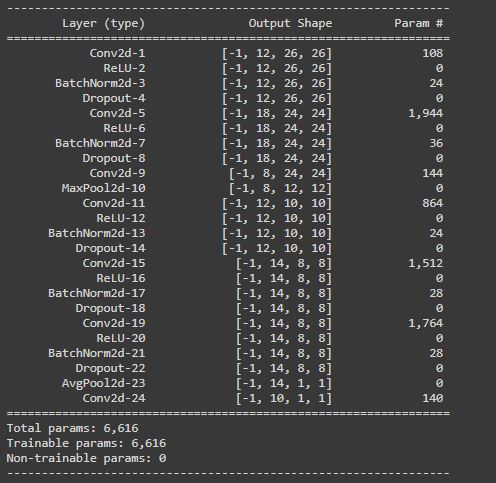 ----------------------------------------------------------------
        Layer (type)               Output Shape         Param #
================================================================
            Conv2d-1           [-1, 12, 26, 26]             108
              ReLU-2           [-1, 12, 26, 26]               0
       BatchNorm2d-3           [-1, 12, 26, 26]              24
           Dropout-4           [-1, 12, 26, 26]               0
            Conv2d-5           [-1, 18, 24, 24]           1,944
              ReLU-6           [-1, 18, 24, 24]               0
       BatchNorm2d-7           [-1, 18, 24, 24]              36
           Dropout-8           [-1, 18, 24, 24]               0
            Conv2d-9            [-1, 8, 24, 24]             144
        MaxPool2d-10            [-1, 8, 12, 12]               0
           Conv2d-11           [-1, 12, 10, 10]             864
             ReLU-12           [-1, 12, 10, 10]               0
      BatchNorm2d-13           [-1, 12, 10, 10]              24
          Dropout-14           [-1, 12, 10, 10]               0
           Conv2d-15             [-1, 14, 8, 8]           1,512
             ReLU-16             [-1, 14, 8, 8]               0
      BatchNorm2d-17             [-1, 14, 8, 8]              28
          Dropout-18             [-1, 14, 8, 8]               0
           Conv2d-19             [-1, 14, 8, 8]           1,764
             ReLU-20             [-1, 14, 8, 8]               0
      BatchNorm2d-21             [-1, 14, 8, 8]              28
          Dropout-22             [-1, 14, 8, 8]               0
        AvgPool2d-23             [-1, 14, 1, 1]               0
           Conv2d-24             [-1, 10, 1, 1]             140
================================================================
Total params: 6,616
Trainable params: 6,616
Non-trainable params: 0
----------------------------------------------------------------